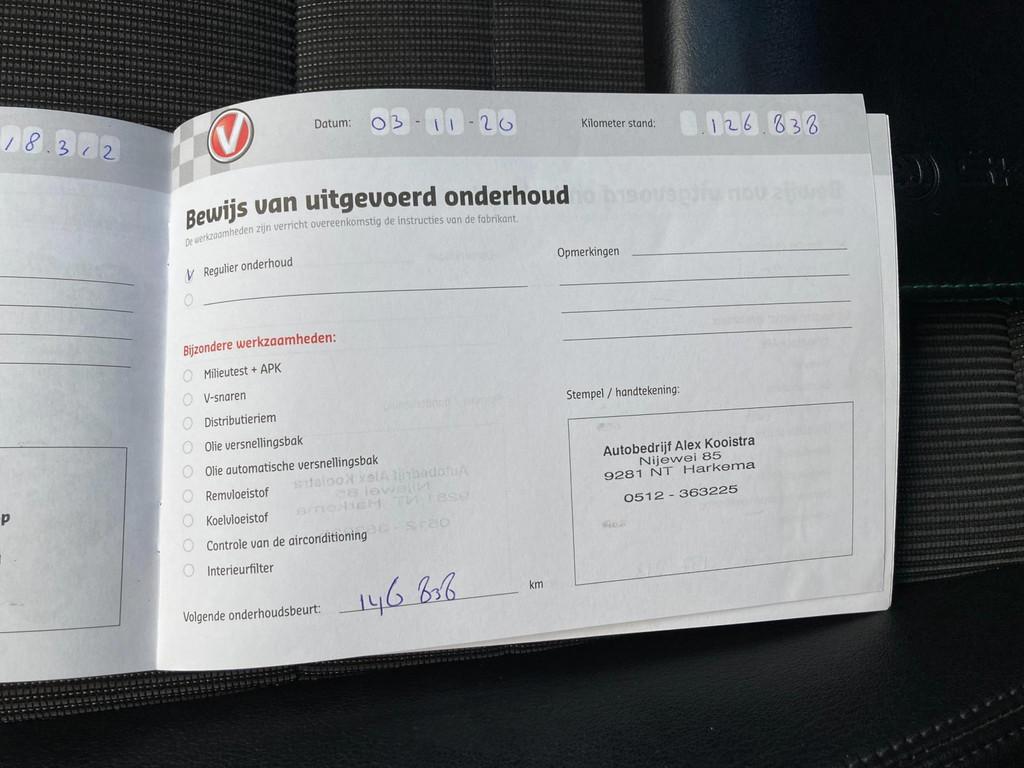 18.312
p
V
Datum: 03-11-20
Kilometer stand: .126.838
Bewijs van uitgevoerd onderhoud
De werkzaamheden zijn verricht overeenkomstig de instructies van de fabrikant.
V Regulier onderhoud
Opmerkingen
Bijzondere werkzaamheden:
Milieutest + APK
V-snaren
Distributieriem
Olie versnellingsbak
Olie automatische versnellingsbak
Remvloeistof
Koelvloeistof
Controle van de airconditioning
Interieurfilter
Volgende onderhoudsbeurt: 146 838 km
Stempel / handtekening:
Autobedrijf Alex Kooistra
Nijewei 85
9281 NT Harkema
0512 - 363225